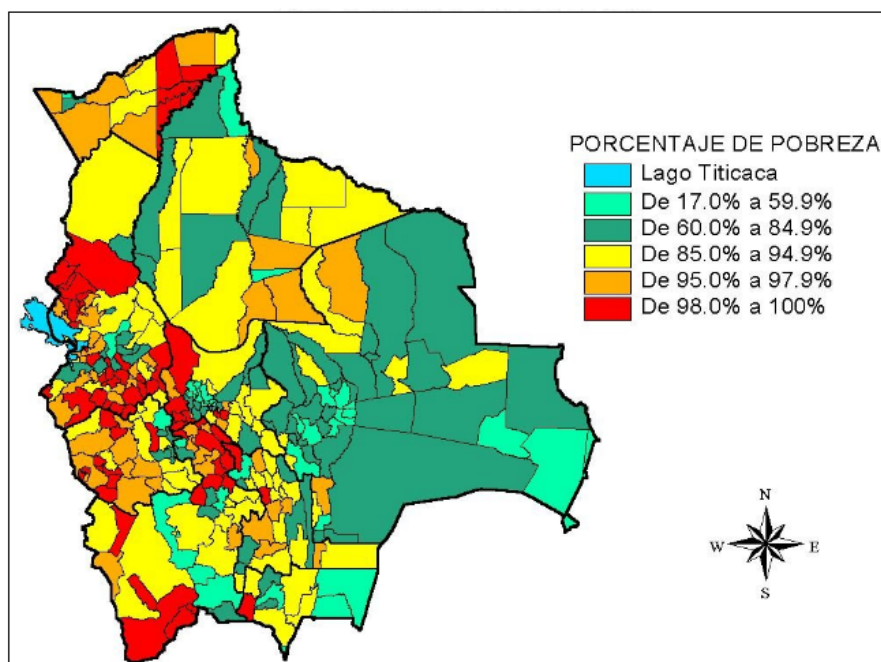 PORCENTAJE DE POBREZA
Lago Titicaca
De 17.0% a 59.9%
De 60.0% a 84.9%
De 85.0% a 94.9%
De 95.0% a 97.9%
De 98.0% a 100%
N
W E
S